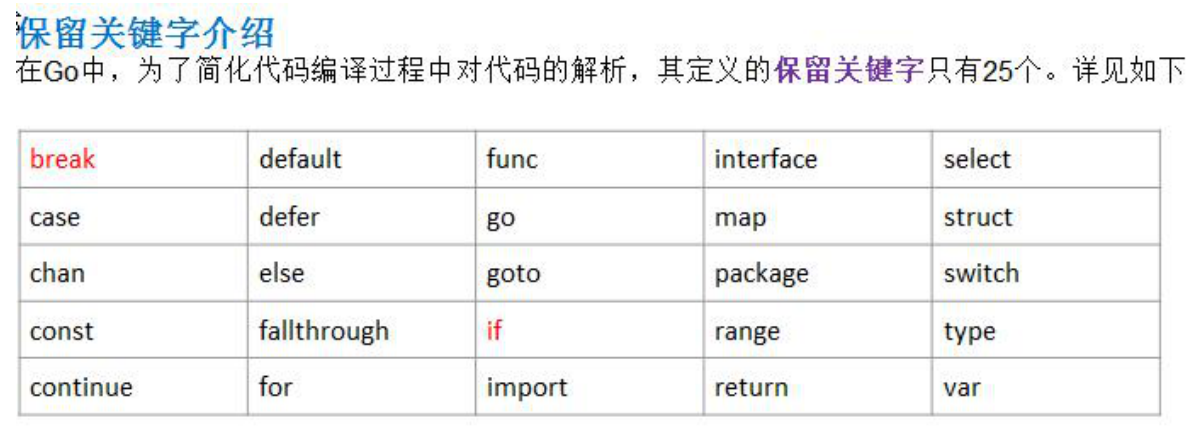 保留关键字介绍
在Go中，为了简化代码编译过程中对代码的解析，其定义的保留关键字只有25个。详见如下
break default func interface select
case defer go map struct
chan else goto package switch
const fallthrough if range type
continue for import return var